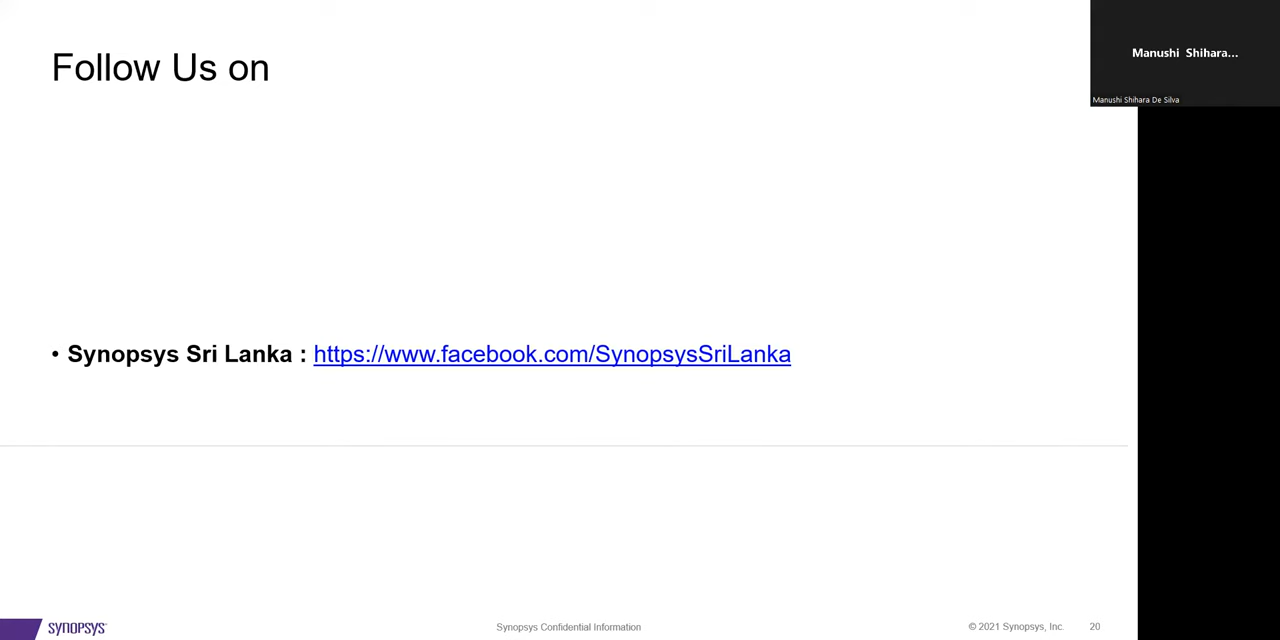 Follow Us on
Manushi Shihara...
Manushi Shihara De Silva
• Synopsys Sri Lanka : https://www.facebook.com/SynopsysSriLanka
SYNOPSYS
Synopsys Confidential Information
© 2021 Synopsys, Inc.
20